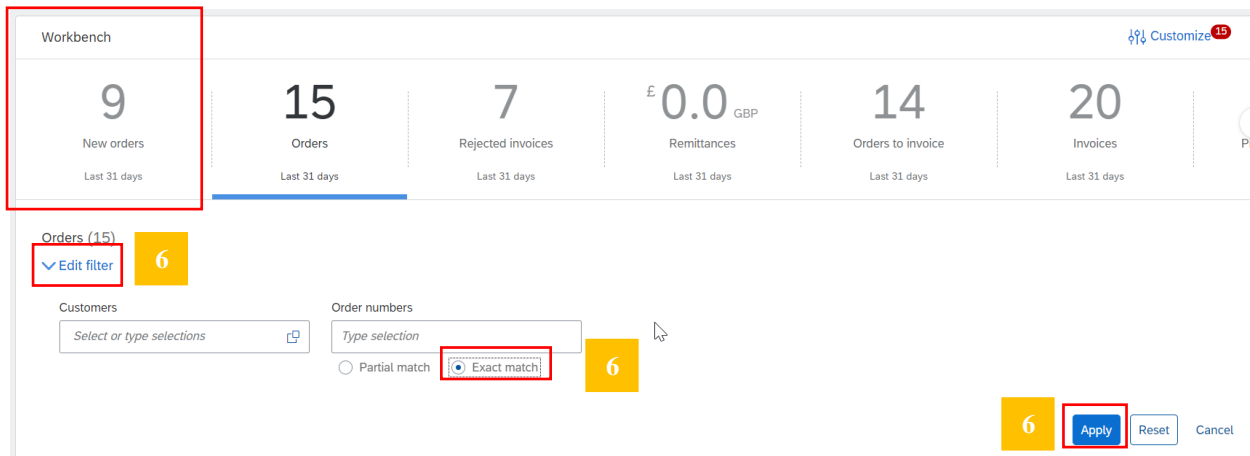 Workbench
Customize 15
9
15
7
£ 0.0 GBP
14
20
New orders
Orders
Rejected invoices
Remittances
Orders to invoice
Invoices
Last 31 days
Last 31 days
Last 31 days
Last 31 days
Last 31 days
Last 31 days
Orders (15)
Edit filter
6
Customers
Order numbers
Select or type selections
Type selection
Partial match
Exact match
6
6
Apply
Reset
Cancel